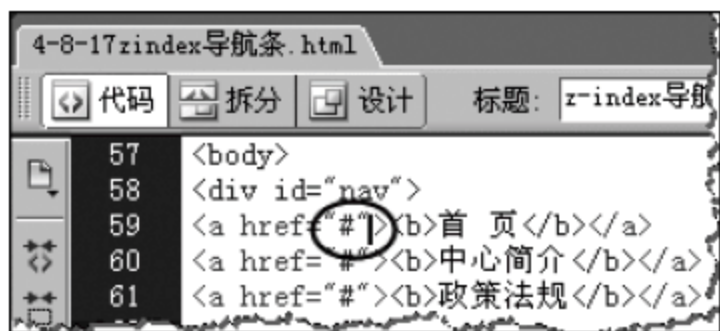 4-8-17zindex导航条.html
代码 拆分 设计 标题: z-index导航
57 <body>
58 <div id="nav">
59 <a href="#"><b>首 页</b></a>
60 <a href="#"><b>中心简介</b></a>
61 <a href="#"><b>政策法规</b></a>